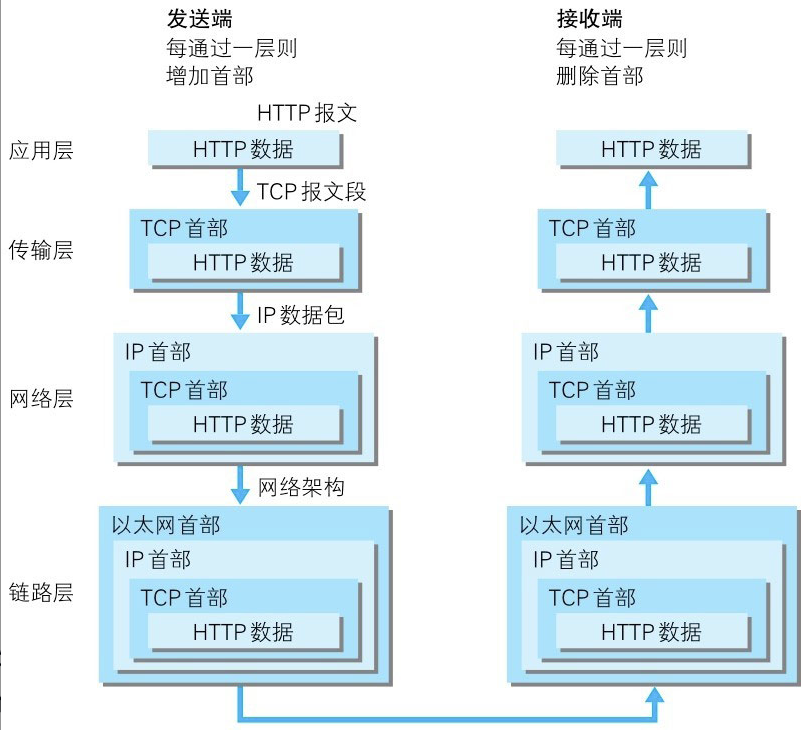 发送端
每通过一层则
增加首部
接收端
每通过一层则
删除首部
HTTP 报文
应用层
HTTP 数据
HTTP 数据
TCP 报文段
传输层
TCP 首部
HTTP 数据
TCP 首部
HTTP 数据
IP 数据包
网络层
IP 首部
TCP 首部
HTTP 数据
IP 首部
TCP 首部
HTTP 数据
网络架构
链路层
以太网首部
IP 首部
TCP 首部
HTTP 数据
以太网首部
IP 首部
TCP 首部
HTTP 数据